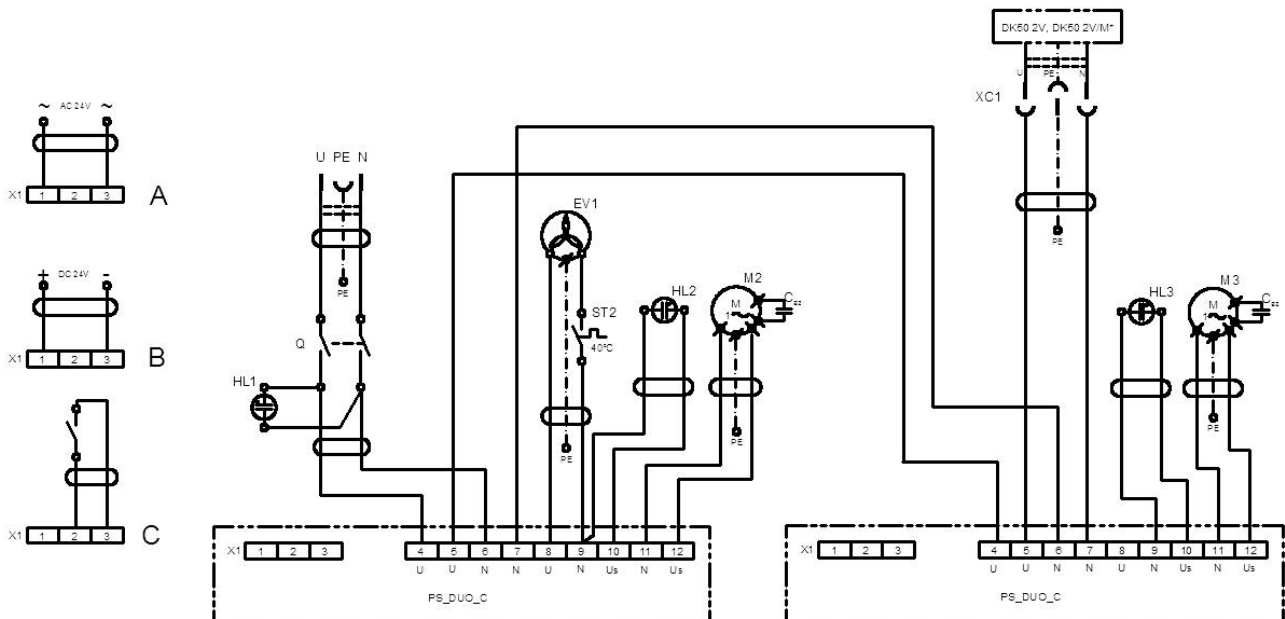 DK50 2V, DK50 2V/M*
U PE N
XC1
PE
~ AC 24V ~
X1 1 2 3 A
+ DC 24V -
X1 1 2 3 B
X1 1 2 3 C
U PE N
PE
Q
HL1
EV1
ST2
40ºC
PE
HL2
M2
M
1~
PE
HL3
M3
M
1~
PE
X1 1 2 3
4 5 6 7 8 9 10 11 12
U U N N U N Us N Us
PS_DUO_C
X1 1 2 3
4 5 6 7 8 9 10 11 12
U U N N U N Us N Us
PS_DUO_C